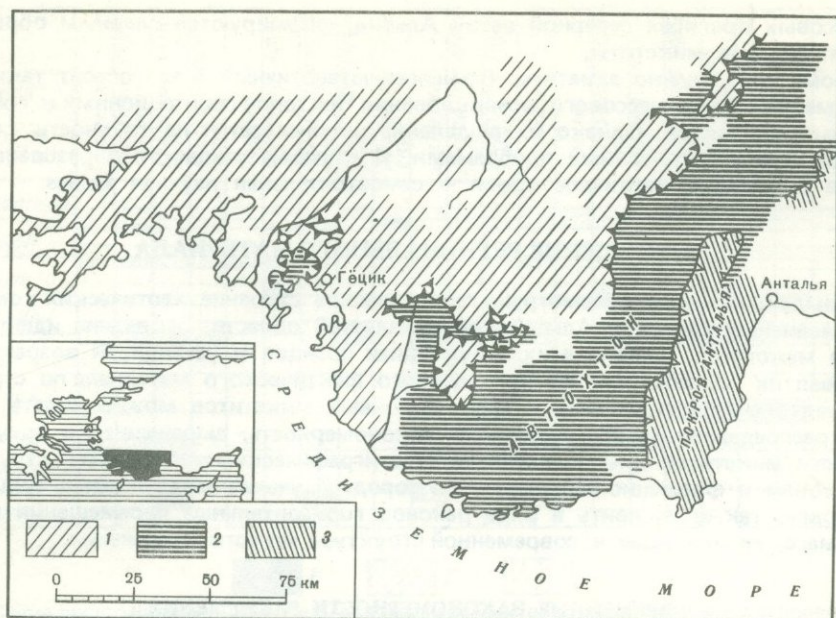 Гёцик
Анталья
АВТОХТОН
ПОКРОВ АНТАЛЬЯ
СРЕДИЗЕМНОЕ МОРЕ
1 2 3
0 25 50 75 км